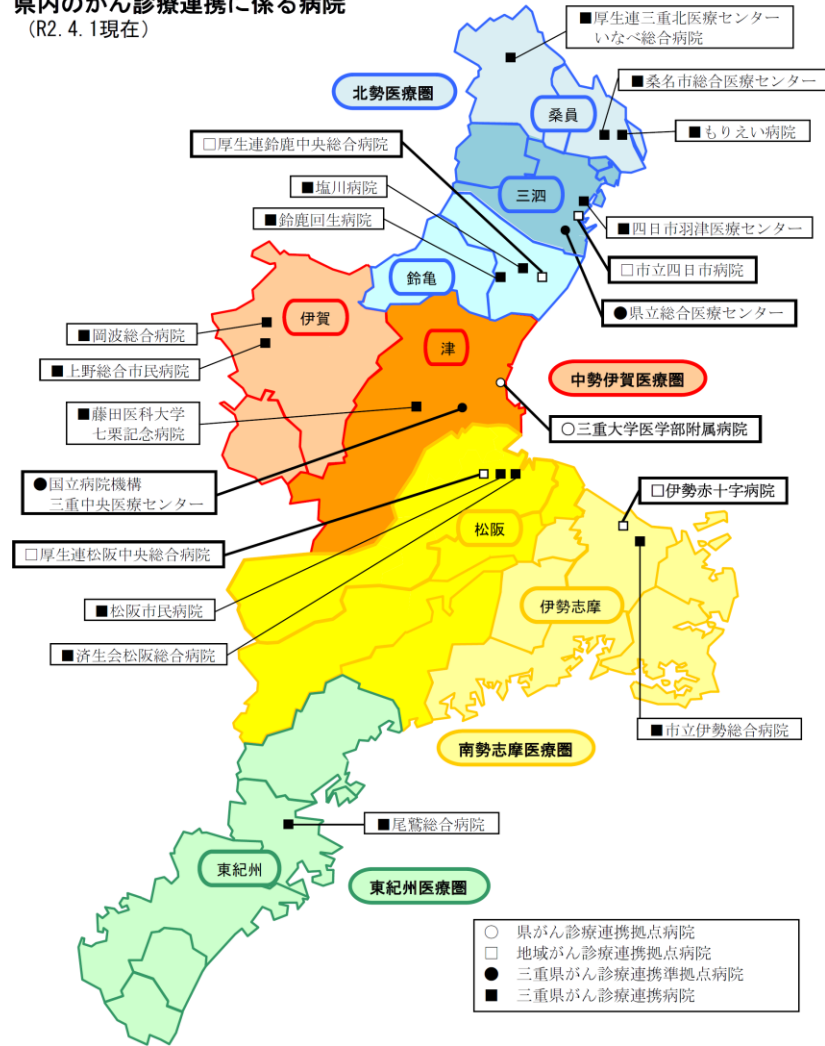 県内のがん診療連携に係る病院
（R2.4.1現在）
■厚生連三重北医療センター
いなべ総合病院
北勢医療圏
■桑名市総合医療センター
桑員
□厚生連鈴鹿中央総合病院
■もりえい病院
■塩川病院
三泗
■鈴鹿回生病院
■四日市羽津医療センター
□市立四日市病院
鈴亀
●県立総合医療センター
伊賀
■岡波総合病院
津
■上野総合市民病院
中勢伊賀医療圏
■藤田医科大学
七栗記念病院
○三重大学医学部附属病院
●国立病院機構
三重中央医療センター
□伊勢赤十字病院
松阪
□厚生連松阪中央総合病院
伊勢志摩
■松阪市民病院
■済生会松阪総合病院
■市立伊勢総合病院
南勢志摩医療圏
■尾鷲総合病院
東紀州
東紀州医療圏
○ 県がん診療連携拠点病院
□ 地域がん診療連携拠点病院
● 三重県がん診療連携準拠点病院
■ 三重県がん診療連携病院